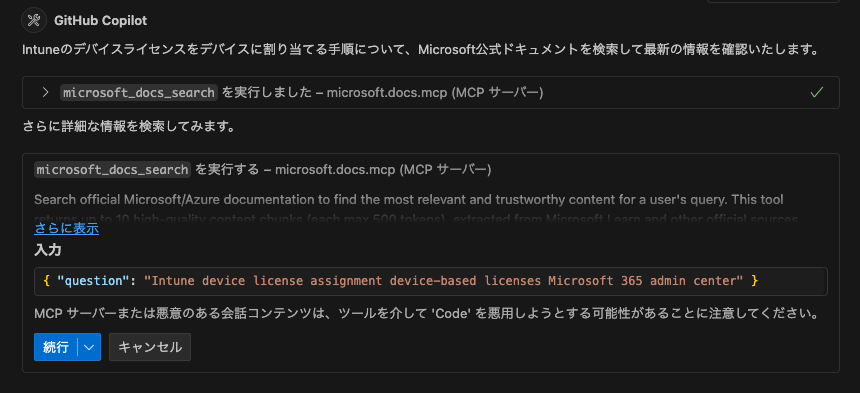 GitHub Copilot
Intuneのデバイスライセンスをデバイスに割り当てる手順について、Microsoft公式ドキュメントを検索して最新の情報を確認いたします。
microsoft_docs_search を実行しました – microsoft.docs.mcp (MCP サーバー)
さらに詳細な情報を検索してみます。
microsoft_docs_search を実行する – microsoft.docs.mcp (MCP サーバー)
Search official Microsoft/Azure documentation to find the most relevant and trustworthy content for a user's query. This tool
returns up to 10 high-quality content chunks (each max 500 tokens), extracted from Microsoft Learn and other official sources.
さらに表示
入力
{ "question": "Intune device license assignment device-based licenses Microsoft 365 admin center" }
MCP サーバーまたは悪意のある会話コンテンツは、ツールを介して 'Code' を悪用しようとする可能性があることに注意してください。
続行
キャンセル